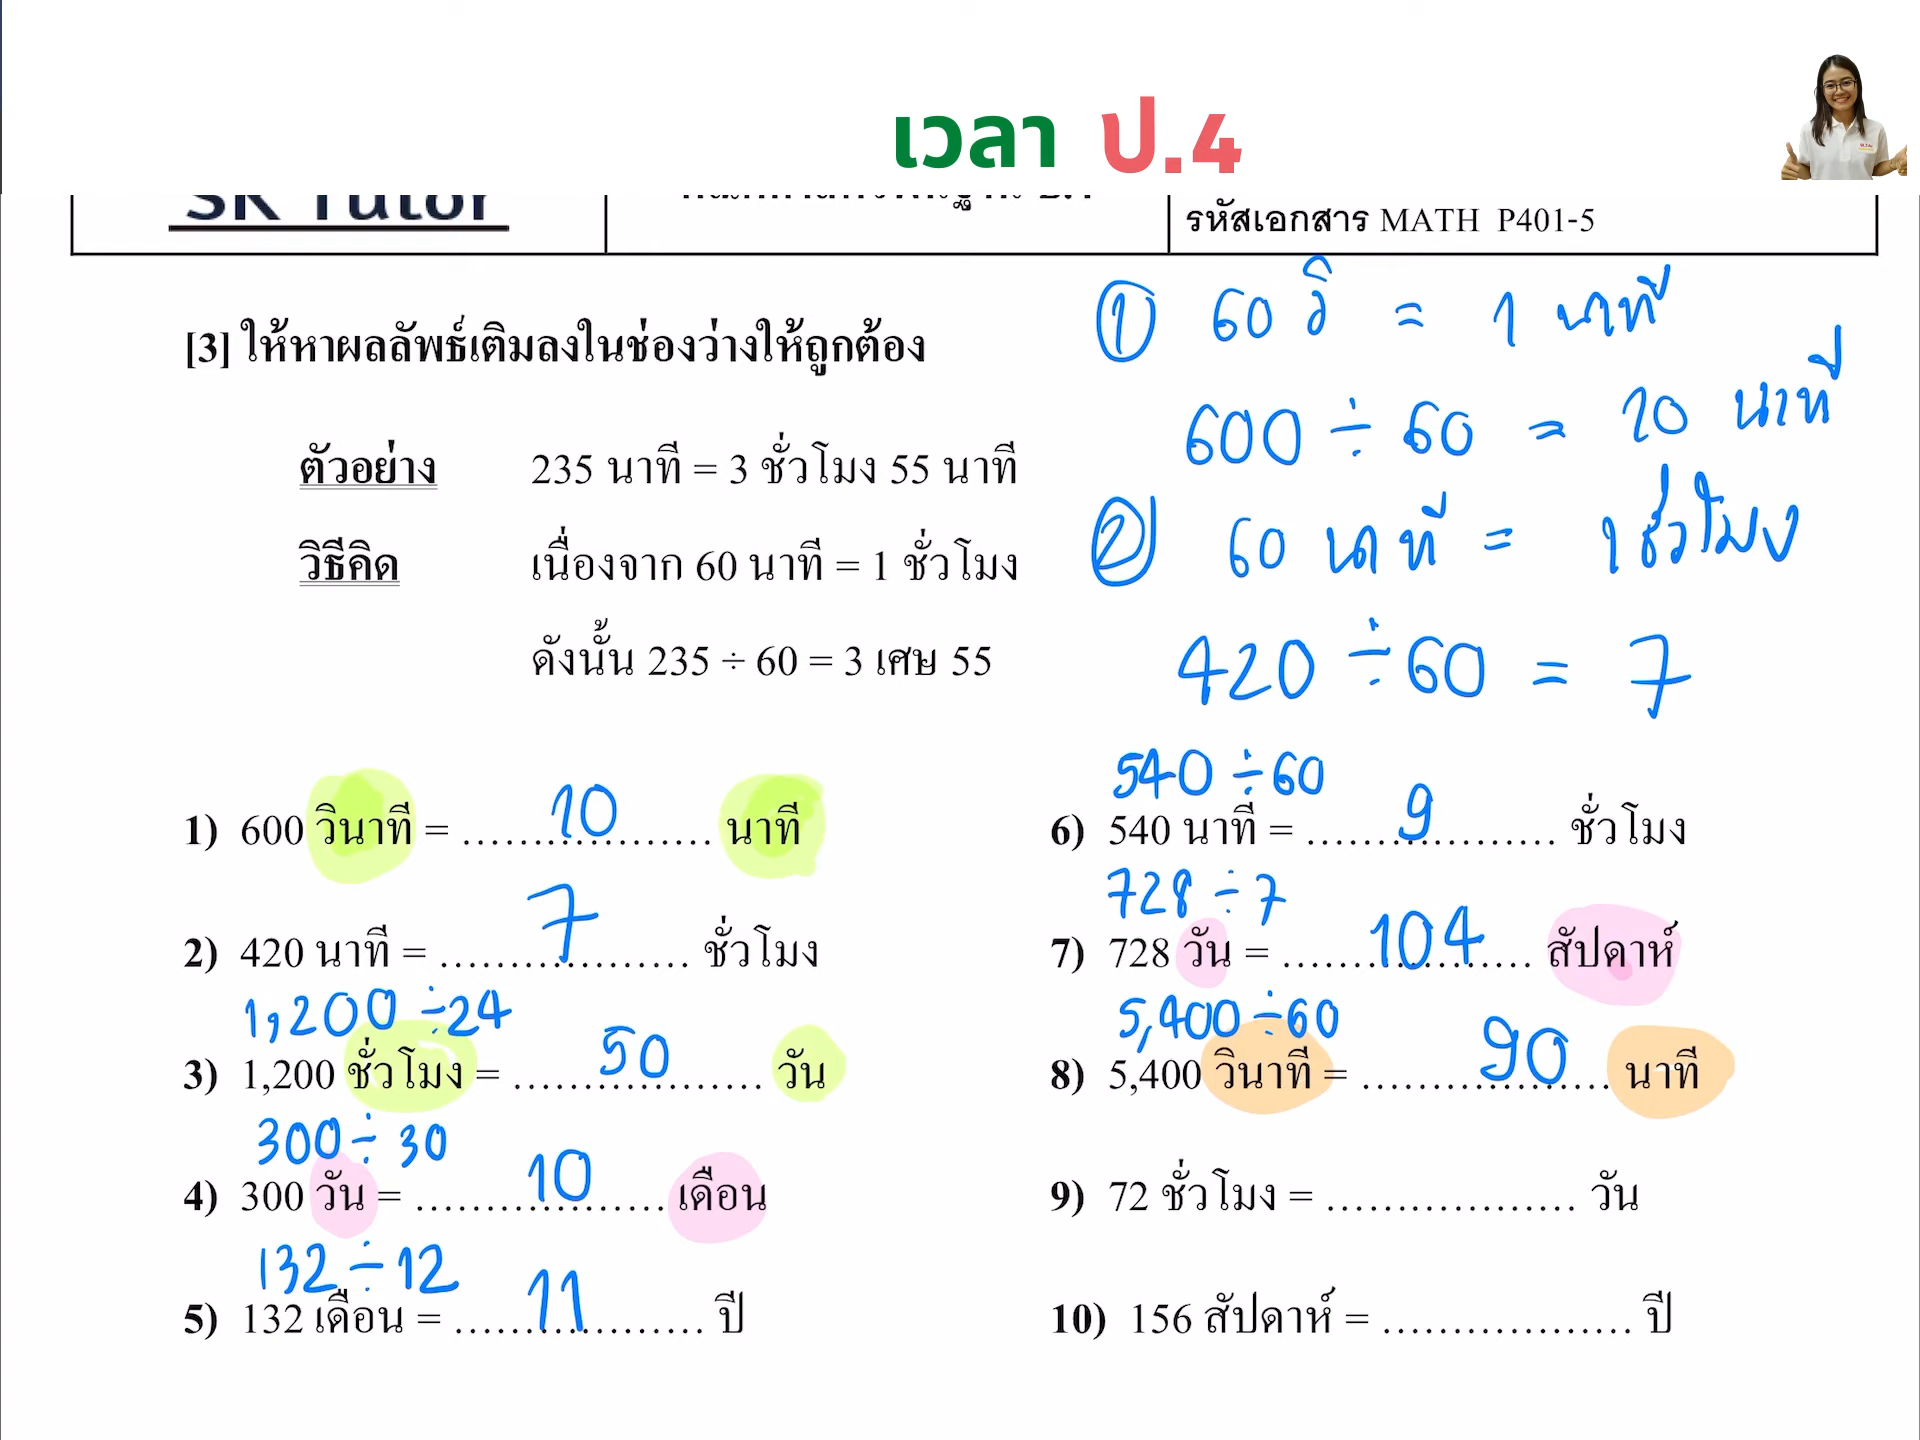 เวลา ป.4
SK Tutor
รหัสเอกสาร MATH P401-5
[3] ให้หาผลลัพธ์เติมลงในช่องว่างให้ถูกต้อง
ตัวอย่าง 235 นาที = 3 ชั่วโมง 55 นาที
วิธีคิด เนื่องจาก 60 นาที = 1 ชั่วโมง
ดังนั้น 235 ÷ 60 = 3 เศษ 55
① 60 วิ = 1 นาที
600 ÷ 60 = 10 นาที
② 60 นาที = 1 ชั่วโมง
420 ÷ 60 = 7
1) 600 วินาที = 10 นาที
2) 420 นาที = 7 ชั่วโมง
1,200 ÷ 24
3) 1,200 ชั่วโมง = 50 วัน
300 ÷ 30
4) 300 วัน = 10 เดือน
132 ÷ 12
5) 132 เดือน = 11 ปี
540 ÷ 60
6) 540 นาที = 9 ชั่วโมง
728 ÷ 7
7) 728 วัน = 104 สัปดาห์
5,400 ÷ 60
8) 5,400 วินาที = 90 นาที
9) 72 ชั่วโมง = .................. วัน
10) 156 สัปดาห์ = .................. ปี